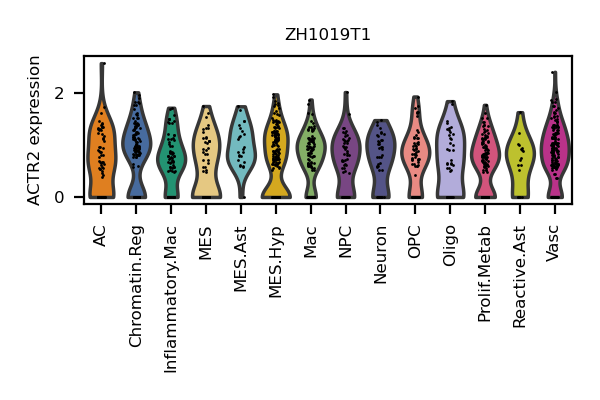 ZH1019T1
ACTR2 expression
2
0
AC
Chromatin.Reg
Inflammatory.Mac
MES
MES.Ast
MES.Hyp
Mac
NPC
Neuron
OPC
Oligo
Prolif.Metab
Reactive.Ast
Vasc